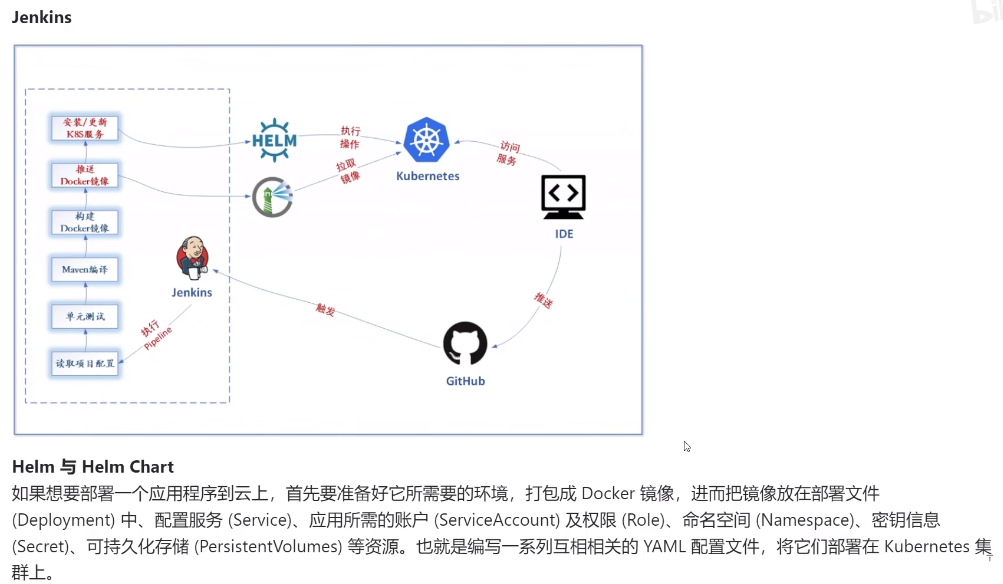 Jenkins
安装/更新
K8S服务
推送
Docker镜像
构建
Docker镜像
Maven编译
单元测试
读取项目配置
HELM
执行
操作
拉取
镜像
Kubernetes
访问
服务
IDE
Jenkins
执行
Pipeline
触发
推送
GitHub
Helm 与 Helm Chart
如果想要部署一个应用程序到云上，首先要准备好它所需要的环境，打包成 Docker 镜像，进而把镜像放在部署文件
(Deployment) 中、配置服务 (Service)、应用所需的账户 (ServiceAccount) 及权限 (Role)、命名空间 (Namespace)、密钥信息
(Secret)、可持久化存储 (PersistentVolumes) 等资源。也就是编写一系列互相相关的 YAML 配置文件，将它们部署在 Kubernetes 集
群上。